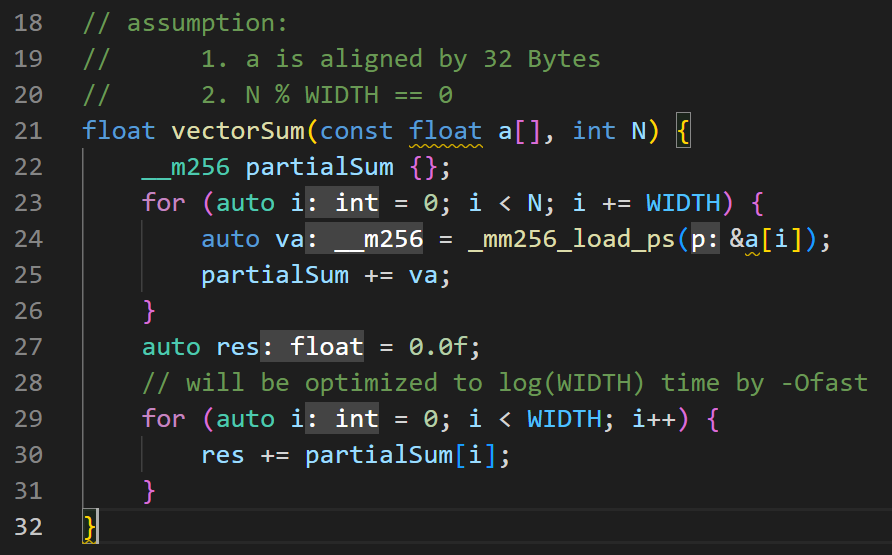 18 // assumption:
19 //      1. a is aligned by 32 Bytes
20 //      2. N % WIDTH == 0
21 float vectorSum(const float a[], int N) {
22     __m256 partialSum {};
23     for (auto i: int = 0; i < N; i += WIDTH) {
24         auto va: __m256 = _mm256_load_ps(p: &a[i]);
25         partialSum += va;
26     }
27     auto res: float = 0.0f;
28     // will be optimized to log(WIDTH) time by -Ofast
29     for (auto i: int = 0; i < WIDTH; i++) {
30         res += partialSum[i];
31     }
32 }